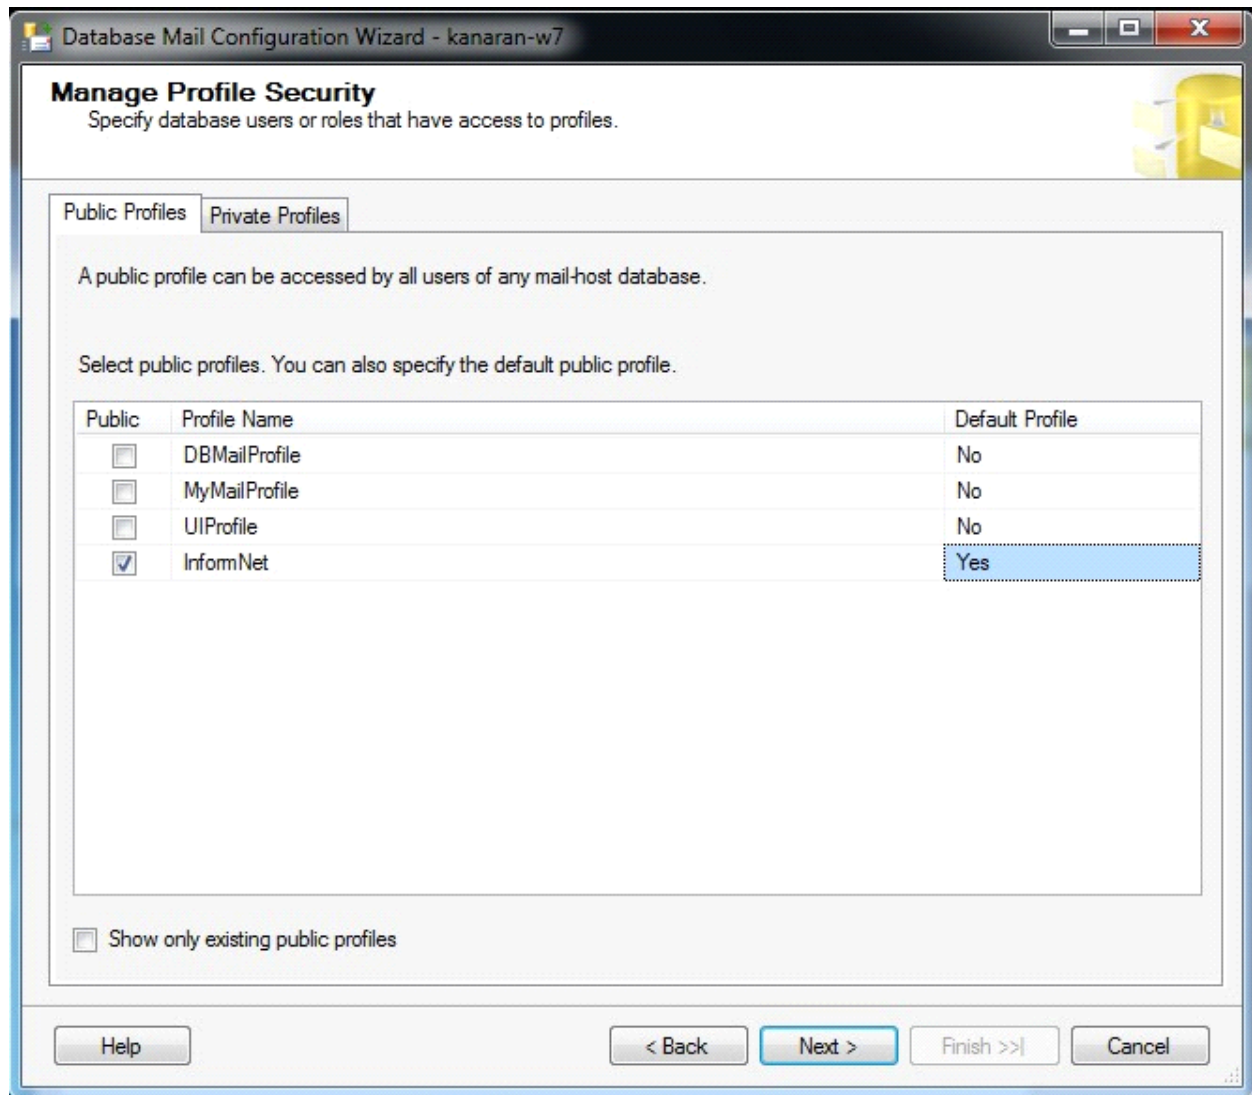 Database Mail Configuration Wizard - kanaran-w7
Manage Profile Security
Specify database users or roles that have access to profiles.
Public Profiles Private Profiles
A public profile can be accessed by all users of any mail-host database.
Select public profiles. You can also specify the default public profile.
Public Profile Name Default Profile
DBMailProfile No
MyMailProfile No
UIProfile No
InformNet Yes
Show only existing public profiles
Help < Back Next > Finish >>| Cancel